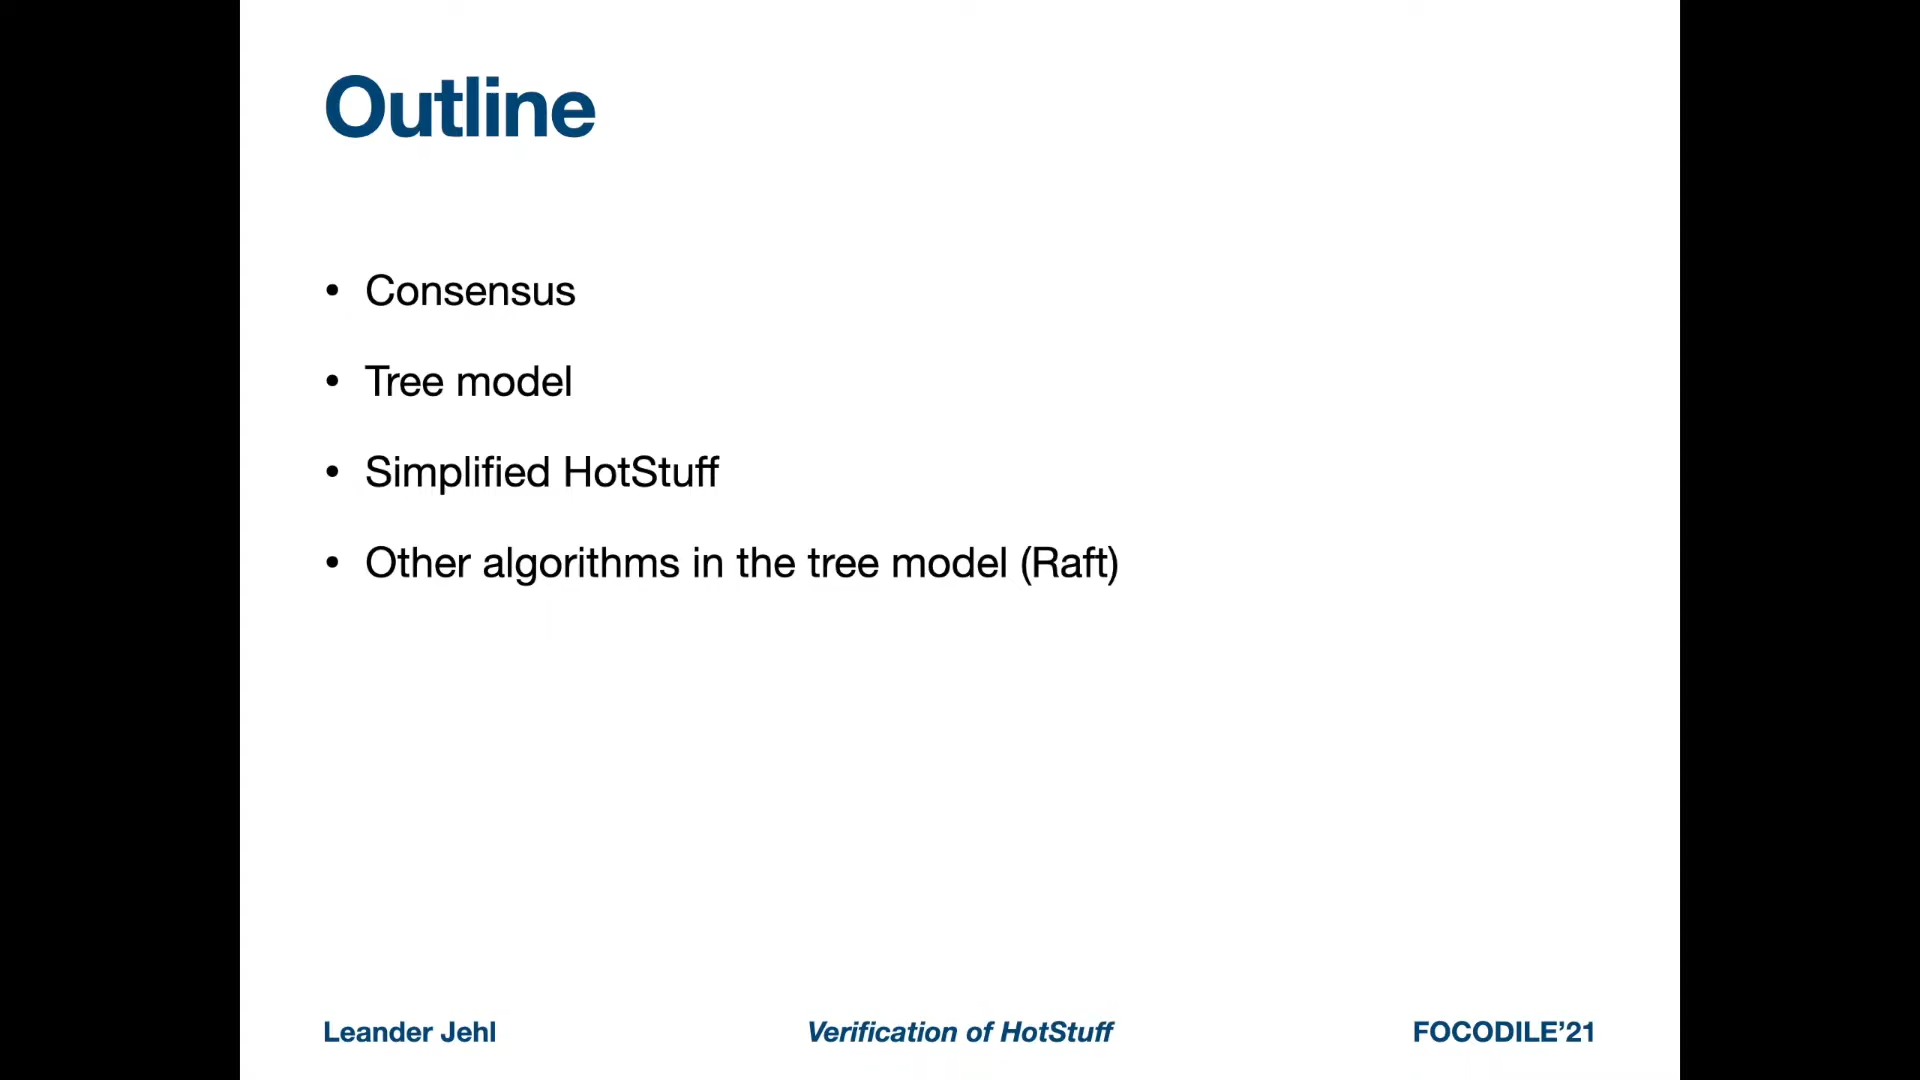 Outline
• Consensus
• Tree model
• Simplified HotStuff
• Other algorithms in the tree model (Raft)
Leander Jehl
Verification of HotStuff
FOCODILE’21